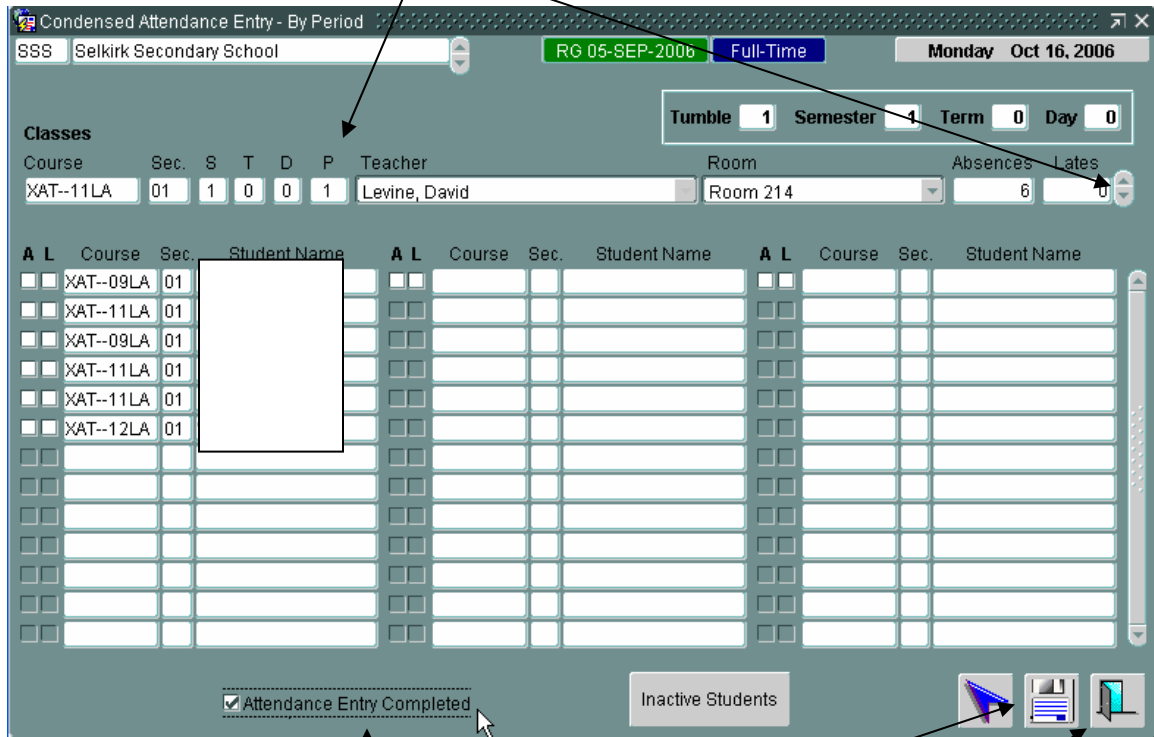 Condensed Attendance Entry - By Period
SSS Selkirk Secondary School RG 05-SEP-2006 Full-Time Monday Oct 16, 2006
Tumble 1 Semester 1 Term 0 Day 0
Classes
Course Sec. S T D P Teacher Room Absences Lates
XAT--11LA 01 1 0 0 1 Levine, David Room 214 6 0
A L Course Sec. Student Name A L Course Sec. Student Name A L Course Sec. Student Name
XAT--09LA 01
XAT--11LA 01
XAT--09LA 01
XAT--11LA 01
XAT--11LA 01
XAT--12LA 01
Attendance Entry Completed Inactive Students